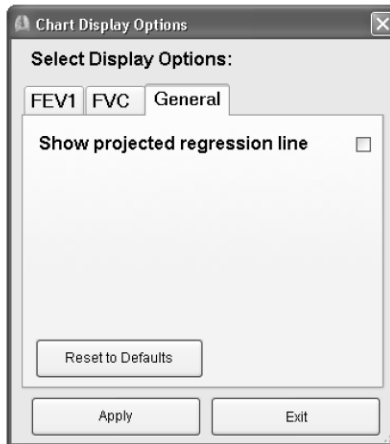 Chart Display Options
Select Display Options:
FEV1 FVC General
Show projected regression line
Reset to Defaults
Apply Exit